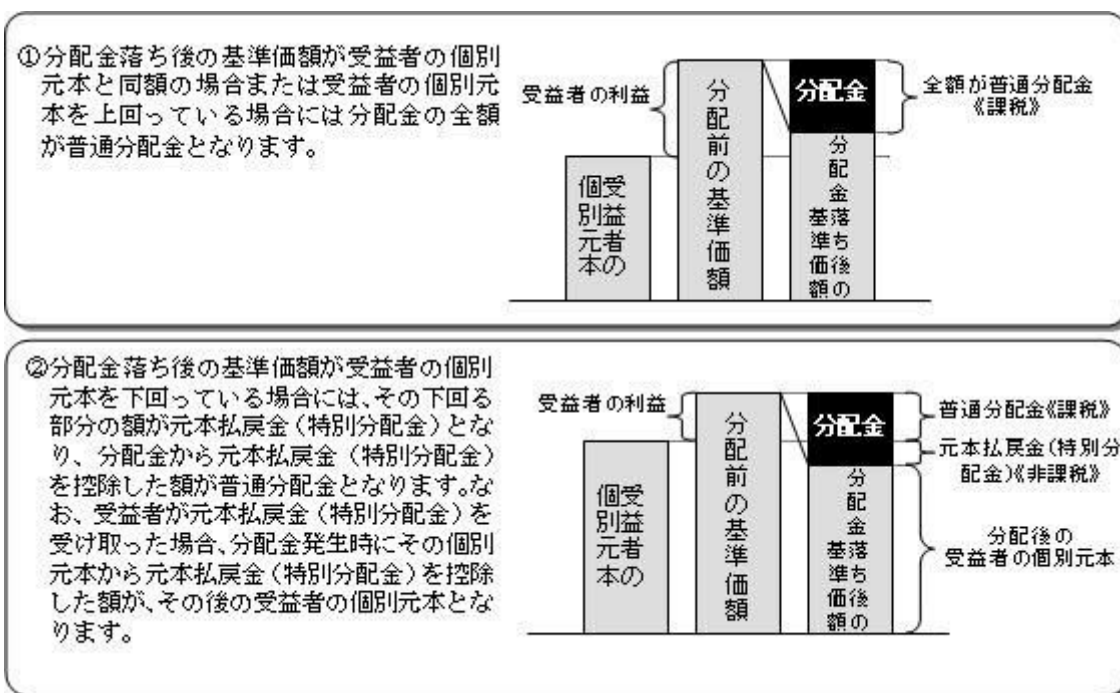 ①分配金落ち後の基準価額が受益者の個別
元本と同額の場合または受益者の個別元
本を上回っている場合には分配金の全額
が普通分配金となります。
受益者の利益
受益者の
個別元本
分配前の基準価額
分配金
分配金落ち後の
基準価額
全額が普通分配金
《課税》
②分配金落ち後の基準価額が受益者の個別
元本を下回っている場合には、その下回る
部分の額が元本払戻金（特別分配金）とな
り、分配金から元本払戻金（特別分配金）
を控除した額が普通分配金となります。な
お、受益者が元本払戻金（特別分配金）を
受け取った場合、分配金発生時にその個別
元本から元本払戻金（特別分配金）を控除
した額が、その後の受益者の個別元本とな
ります。
受益者の利益
受益者の
個別元本
分配前の基準価額
分配金
分配金落ち後の
基準価額
普通分配金《課税》
元本払戻金（特別分
配金）《非課税》
分配後の
受益者の個別元本